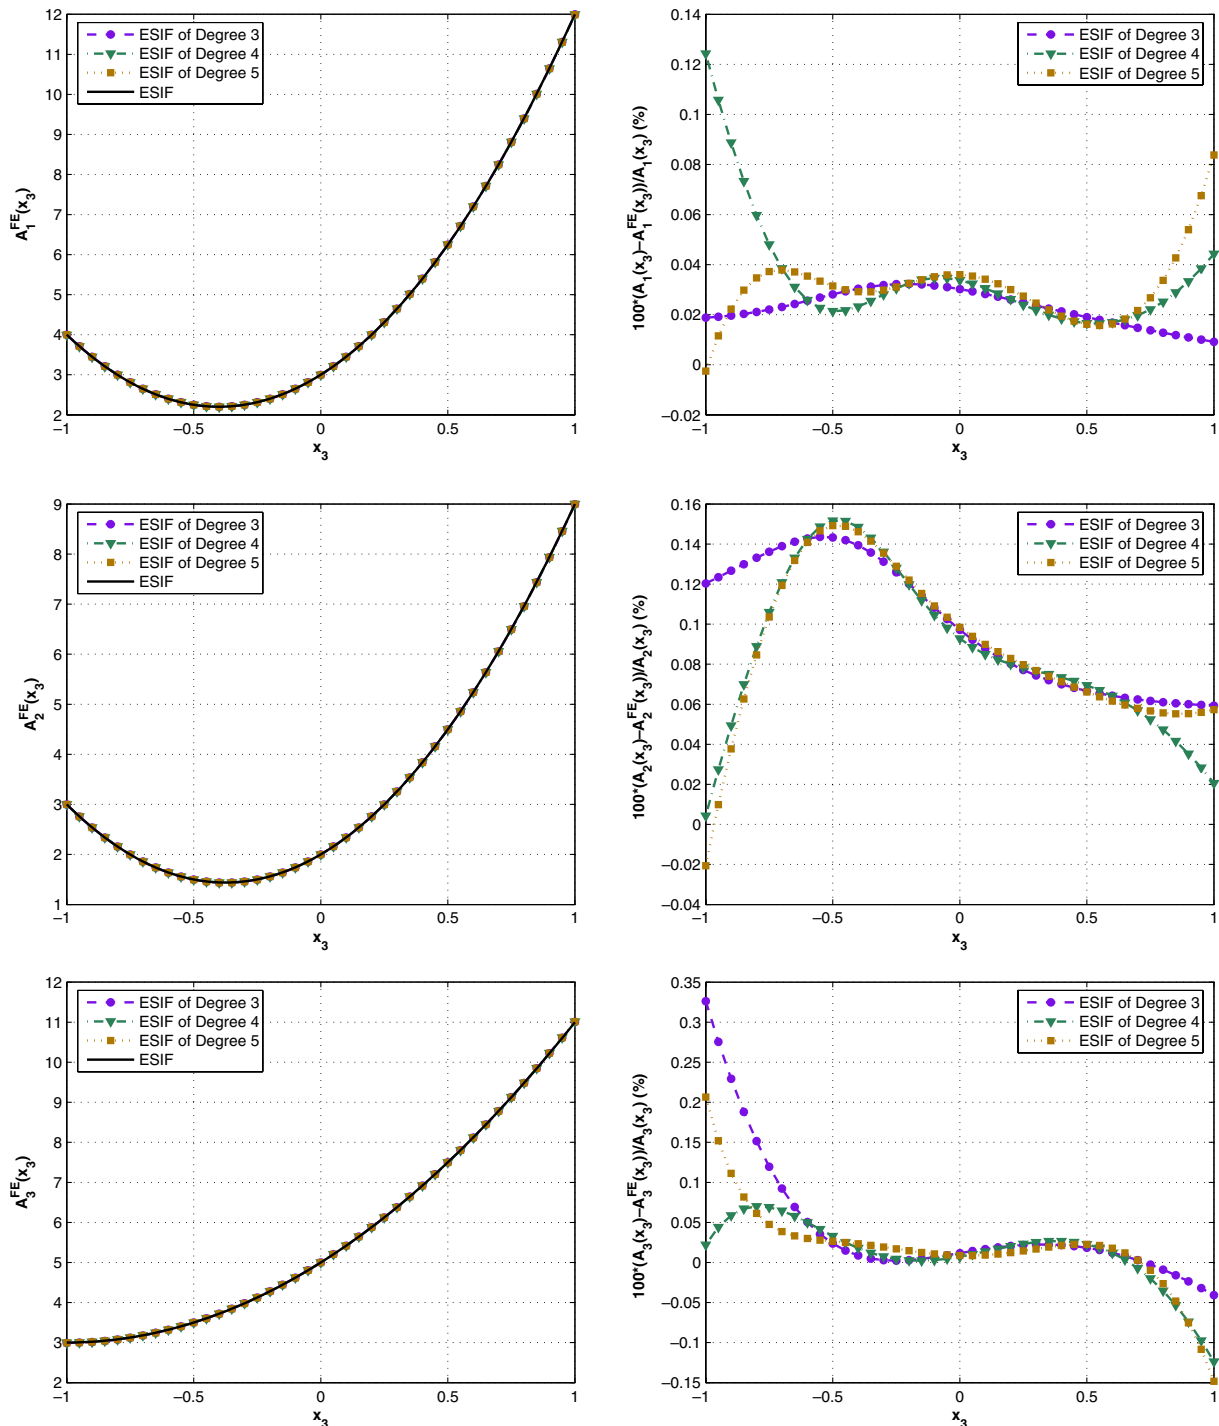 12
11
10
9
8
7
6
5
4
3
2
−1
−0.5
0
0.5
1
x3
A1^FE(x3)
ESIF of Degree 3
ESIF of Degree 4
ESIF of Degree 5
ESIF
0.14
0.12
0.1
0.08
0.06
0.04
0.02
0
−0.02
−1
−0.5
0
0.5
1
x3
100*(A1(x3)−A1^FE(x3))/A1(x3) (%)
ESIF of Degree 3
ESIF of Degree 4
ESIF of Degree 5
9
8
7
6
5
4
3
2
1
−1
−0.5
0
0.5
1
x3
A2^FE(x3)
ESIF of Degree 3
ESIF of Degree 4
ESIF of Degree 5
ESIF
0.16
0.14
0.12
0.1
0.08
0.06
0.04
0.02
0
−0.02
−0.04
−1
−0.5
0
0.5
1
x3
100*(A2(x3)−A2^FE(x3))/A2(x3) (%)
ESIF of Degree 3
ESIF of Degree 4
ESIF of Degree 5
12
11
10
9
8
7
6
5
4
3
2
−1
−0.5
0
0.5
1
x3
A3^FE(x3)
ESIF of Degree 3
ESIF of Degree 4
ESIF of Degree 5
ESIF
0.35
0.3
0.25
0.2
0.15
0.1
0.05
0
−0.05
−0.1
−0.15
−1
−0.5
0
0.5
1
x3
100*(A3(x3)−A3^FE(x3))/A3(x3) (%)
ESIF of Degree 3
ESIF of Degree 4
ESIF of Degree 5